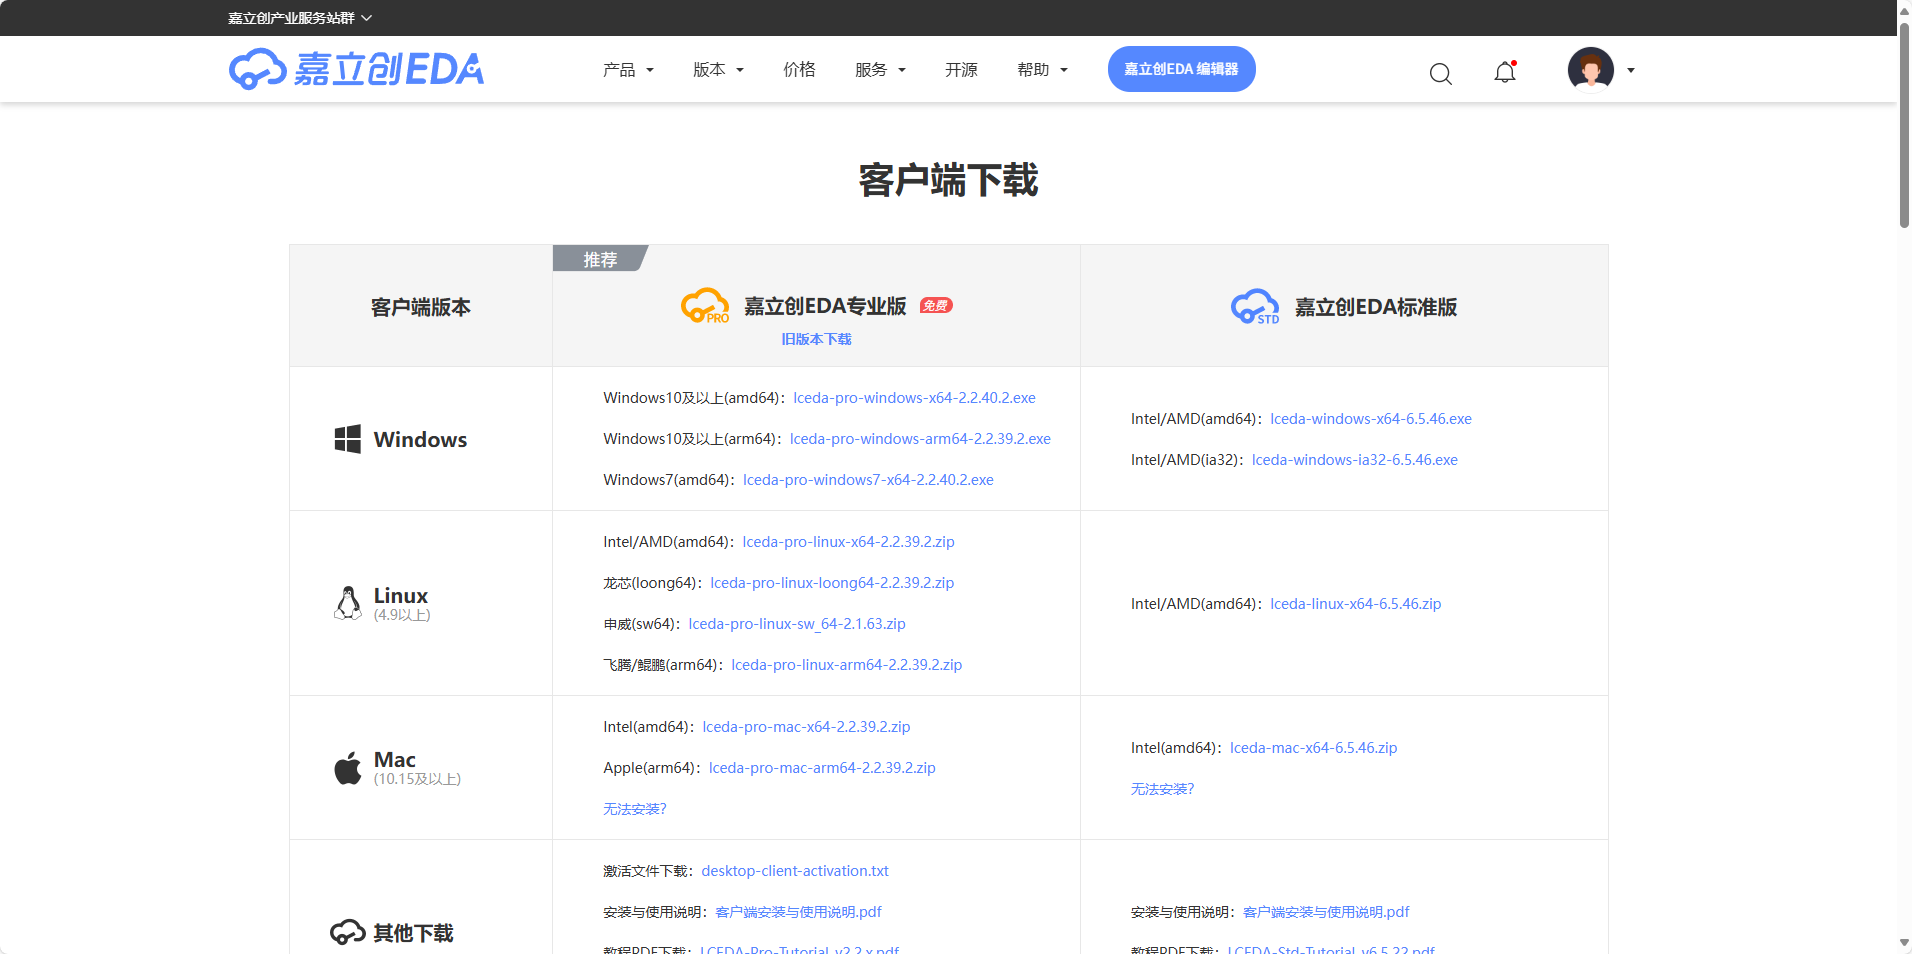 嘉立创产业服务站群
嘉立创EDA
产品 版本 价格 服务 开源 帮助 嘉立创EDA 编辑器
客户端下载
推荐
客户端版本
PRO
嘉立创EDA专业版 免费
旧版本下载
STD
嘉立创EDA标准版
Windows
Windows10及以上(amd64)：lceda-pro-windows-x64-2.2.40.2.exe
Windows10及以上(arm64)：lceda-pro-windows-arm64-2.2.39.2.exe
Windows7(amd64)：lceda-pro-windows7-x64-2.2.40.2.exe
Intel/AMD(amd64)：lceda-windows-x64-6.5.46.exe
Intel/AMD(ia32)：lceda-windows-ia32-6.5.46.exe
Linux
(4.9以上)
Intel/AMD(amd64)：lceda-pro-linux-x64-2.2.39.2.zip
龙芯(loong64)：lceda-pro-linux-loong64-2.2.39.2.zip
申威(sw64)：lceda-pro-linux-sw_64-2.1.63.zip
飞腾/鲲鹏(arm64)：lceda-pro-linux-arm64-2.2.39.2.zip
Intel/AMD(amd64)：lceda-linux-x64-6.5.46.zip
Mac
(10.15及以上)
Intel(amd64)：lceda-pro-mac-x64-2.2.39.2.zip
Apple(arm64)：lceda-pro-mac-arm64-2.2.39.2.zip
无法安装?
Intel(amd64)：lceda-mac-x64-6.5.46.zip
无法安装?
其他下载
激活文件下载：desktop-client-activation.txt
安装与使用说明：客户端安装与使用说明.pdf
教程PDF下载：LCEDA-Pro-Tutorial_v2.2.x.pdf
安装与使用说明：客户端安装与使用说明.pdf
教程PDF下载：LCEDA-Std-Tutorial_v6.5.22.pdf